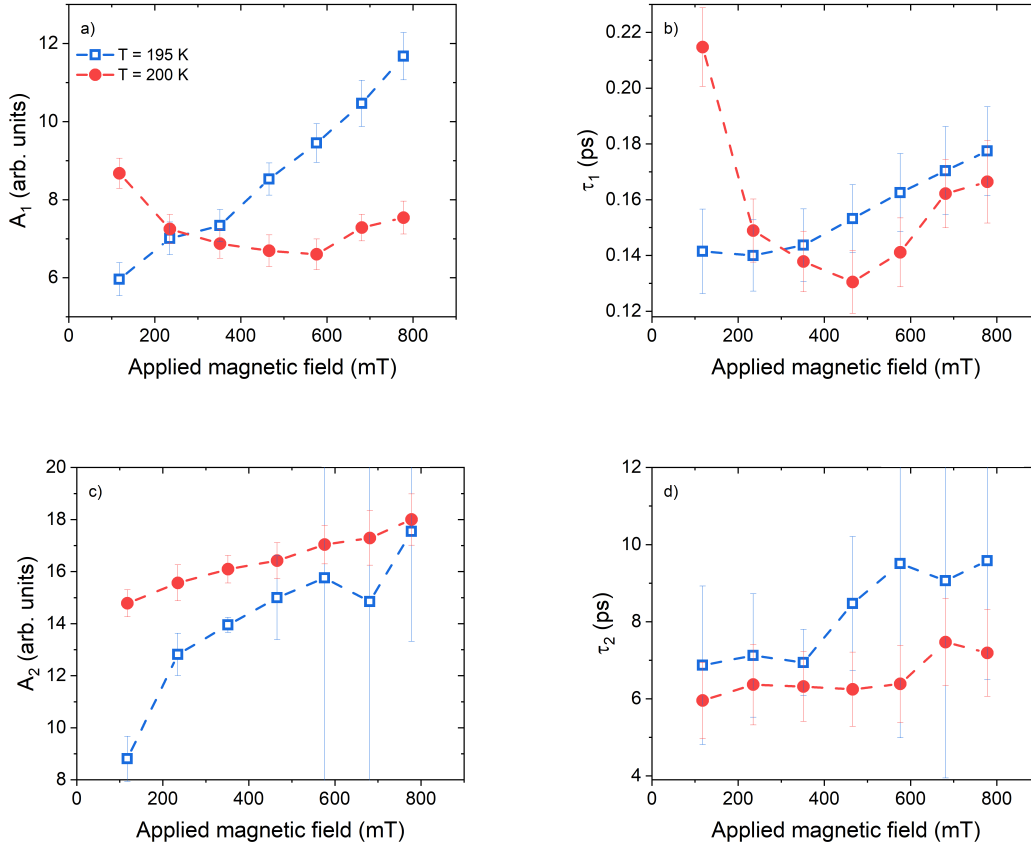 a)
T = 195 K
T = 200 K
12
10
8
6
A1 (arb. units)
0 200 400 600 800
Applied magnetic field (mT)
b)
0.22
0.20
0.18
0.16
0.14
0.12
τ1 (ps)
0 200 400 600 800
Applied magnetic field (mT)
c)
20
18
16
14
12
10
8
A2 (arb. units)
0 200 400 600 800
Applied magnetic field (mT)
d)
12
10
8
6
4
τ2 (ps)
0 200 400 600 800
Applied magnetic field (mT)